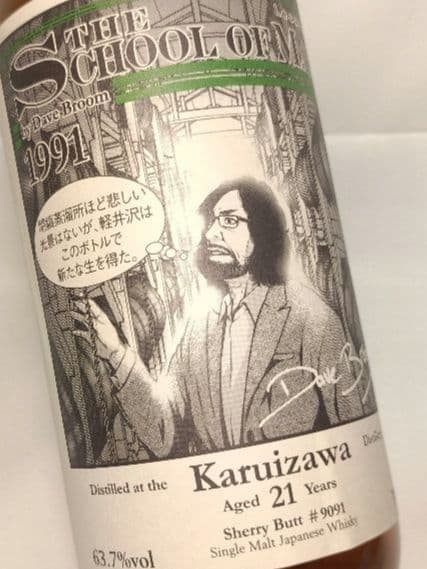 THE
SCHOOL OF
by Dave Broom
1991
閉鎖蒸溜所ほど悲しい
光景はないが、軽井沢は
このボトルで
新たな生を得た。
Dave
Distilled at the
Karuizawa
Aged 21 Years
Sherry Butt #9091
Single Malt Japanese Whisky
63.7%vol